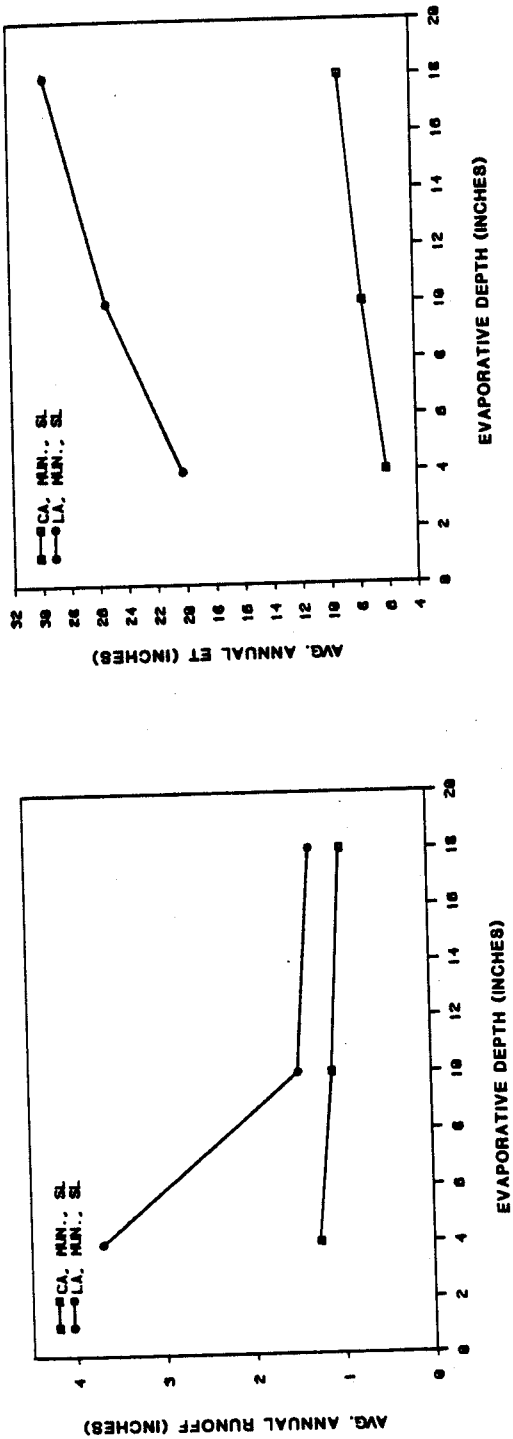 CA, MUN., SL
LA, MUN., SL
4
3
2
1
0
AVG. ANNUAL RUNOFF (INCHES)
0 2 4 6 8 10 12 14 16 18 20
EVAPORATIVE DEPTH (INCHES)
CA, MUN., SL
LA, MUN., SL
32
30
28
26
24
22
20
18
16
14
12
10
8
6
4
AVG. ANNUAL ET (INCHES)
0 2 4 6 8 10 12 14 16 18 20
EVAPORATIVE DEPTH (INCHES)